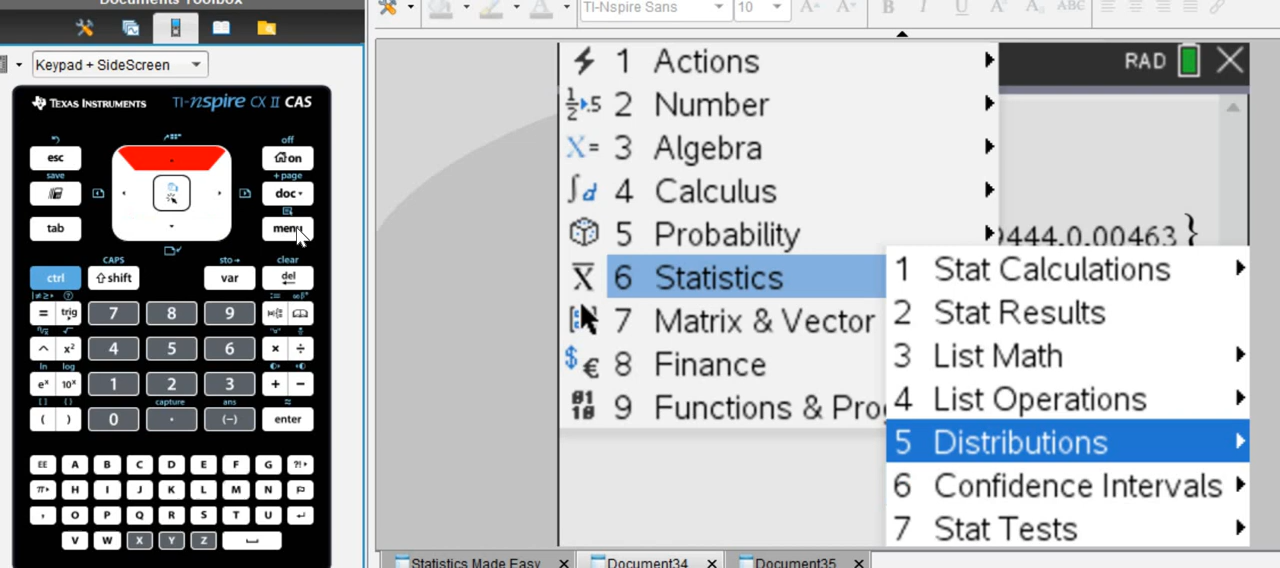 Documents Toolbox
TI-Nspire Sans 10 B I U A A ABC
Keypad + SideScreen
TEXAS INSTRUMENTS TI-nspire CX II CAS
off
esc
on
save
+ page
doc
tab
menu
CAPS
sto→
clear
ctrl
shift
var
del
= trig 7 8 9
^ x² 4 5 6 × ÷
ln log
eˣ 10ˣ 1 2 3 + −
capture ans
( ) 0 . (−) enter
EE A B C D E F G ?!
π H I J K L M N
, O P Q R S T U
V W X Y Z
1 Actions
2 Number
3 Algebra
4 Calculus
5 Probability
6 Statistics
7 Matrix & Vector
8 Finance
9 Functions & Pro
RAD
9444,0.00463}
1 Stat Calculations
2 Stat Results
3 List Math
4 List Operations
5 Distributions
6 Confidence Intervals
7 Stat Tests
Statistics Made Easy Document34 Document35